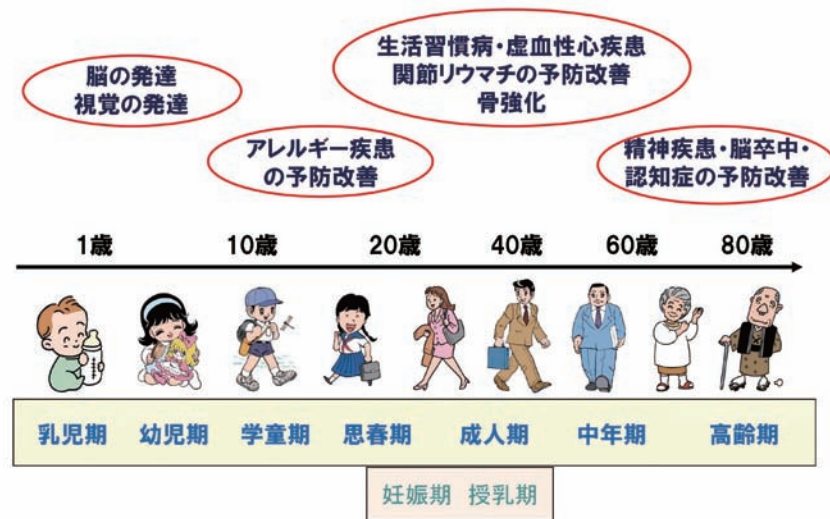 生活習慣病・虚血性心疾患
関節リウマチの予防改善
骨強化
脳の発達
視覚の発達
アレルギー疾患
の予防改善
精神疾患・脳卒中・
認知症の予防改善
1歳 10歳 20歳 40歳 60歳 80歳
乳児期 幼児期 学童期 思春期 成人期 中年期 高齢期
妊娠期 授乳期